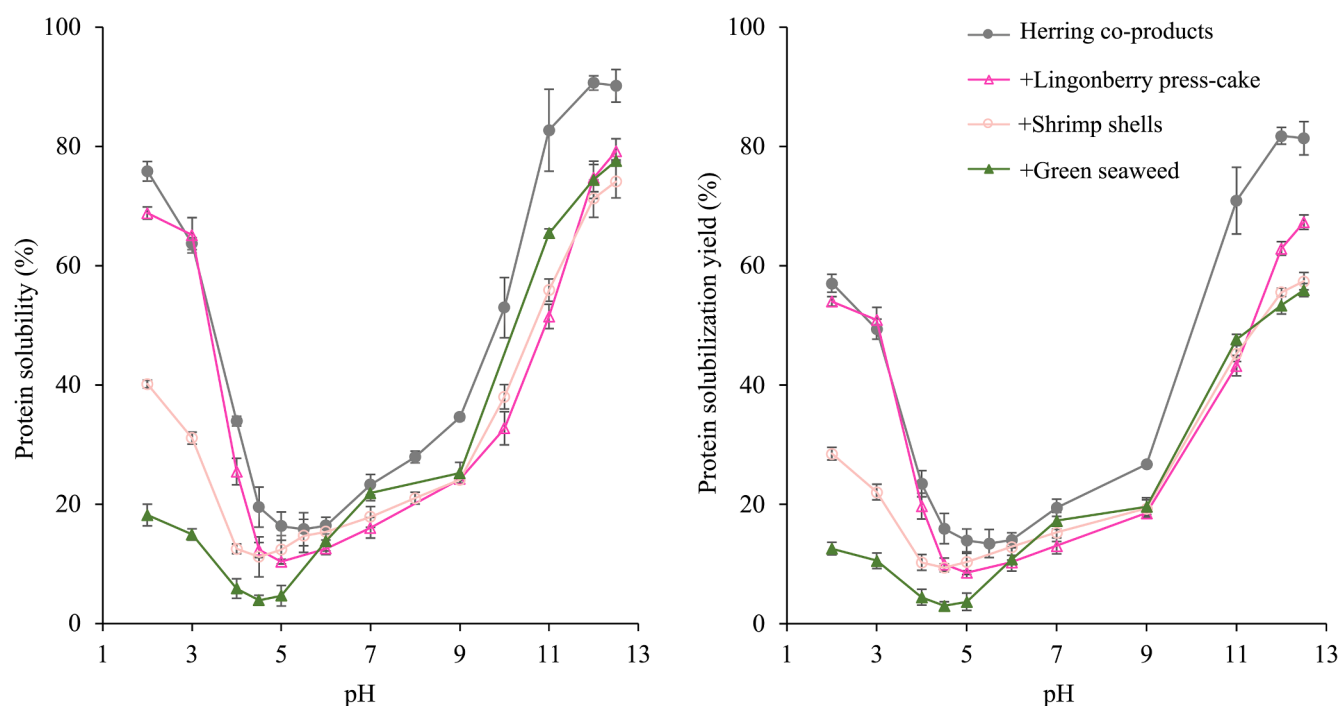 Protein solubility (%)
100
80
60
40
20
0
1 3 5 7 9 11 13
pH
Protein solubilization yield (%)
100
80
60
40
20
0
1 3 5 7 9 11 13
pH
Herring co-products
+Lingonberry press-cake
+Shrimp shells
+Green seaweed